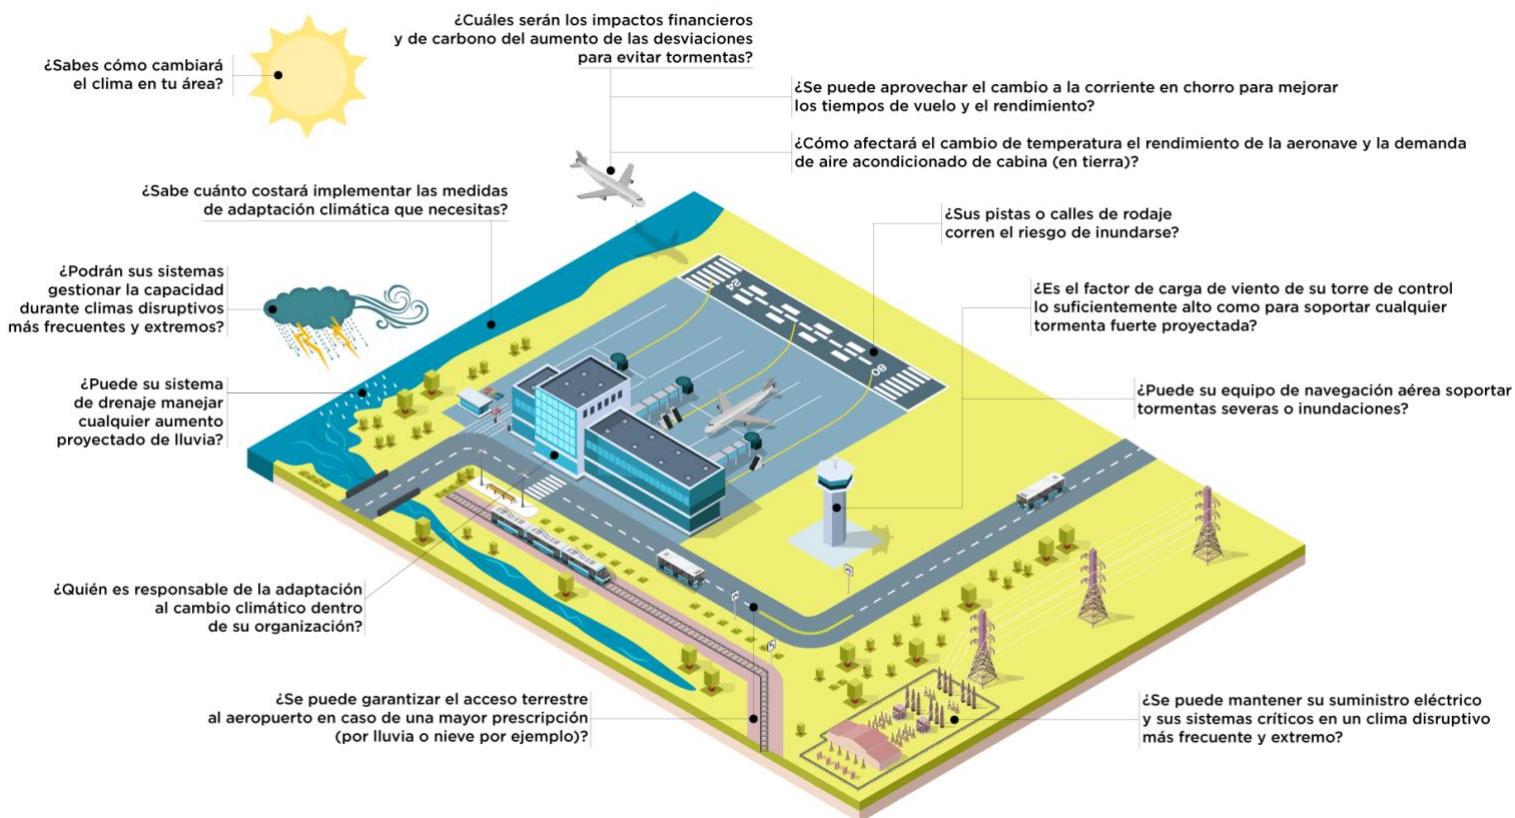 ¿Cuáles serán los impactos financieros
y de carbono del aumento de las desviaciones
para evitar tormentas?
¿Sabes cómo cambiará
el clima en tu área?
¿Se puede aprovechar el cambio a la corriente en chorro para mejorar
los tiempos de vuelo y el rendimiento?
¿Cómo afectará el cambio de temperatura el rendimiento de la aeronave y la demanda
de aire acondicionado de cabina (en tierra)?
¿Sabe cuánto costará implementar las medidas
de adaptación climática que necesitas?
¿Sus pistas o calles de rodaje
corren el riesgo de inundarse?
¿Podrán sus sistemas
gestionar la capacidad
durante climas disruptivos
más frecuentes y extremos?
24
¿Es el factor de carga de viento de su torre de control
lo suficientemente alto como para soportar cualquier
tormenta fuerte proyectada?
¿Puede su sistema
de drenaje manejar
cualquier aumento
proyectado de lluvia?
¿Puede su equipo de navegación aérea soportar
tormentas severas o inundaciones?
¿Quién es responsable de la adaptación
al cambio climático dentro
de su organización?
¿Se puede garantizar el acceso terrestre
al aeropuerto en caso de una mayor prescripción
(por lluvia o nieve por ejemplo)?
¿Se puede mantener su suministro eléctrico
y sus sistemas críticos en un clima disruptivo
más frecuente y extremo?